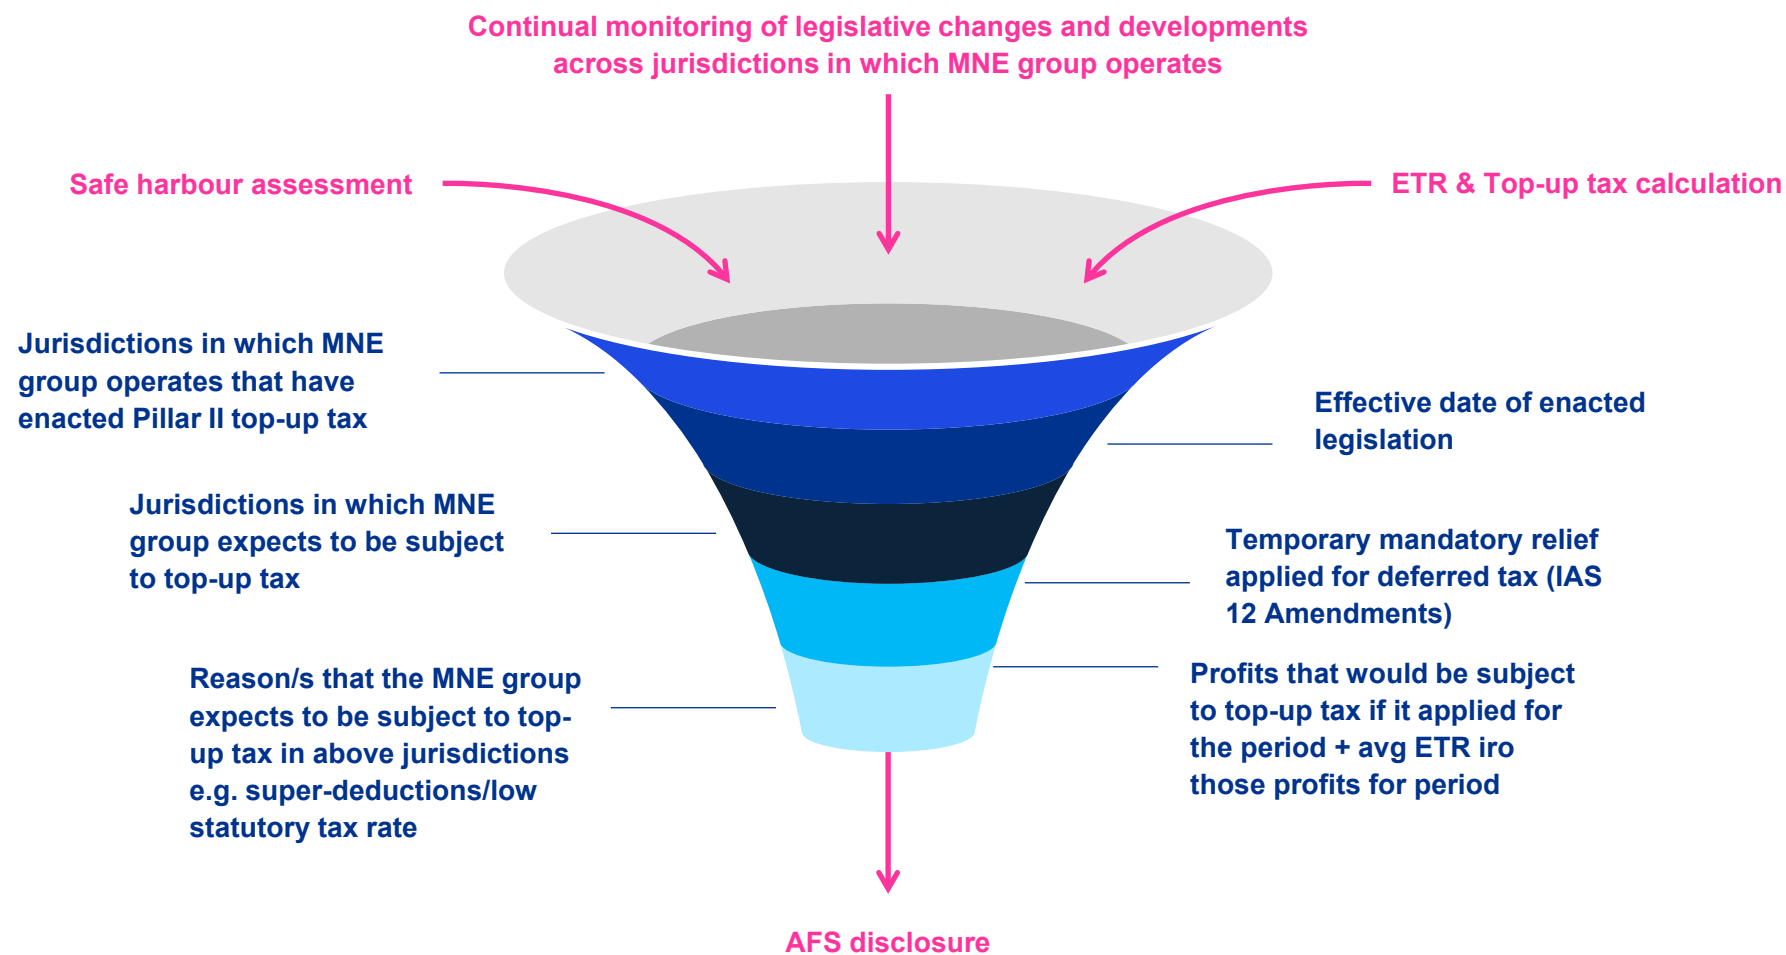 Continual monitoring of legislative changes and developments
across jurisdictions in which MNE group operates
Safe harbour assessment
ETR & Top-up tax calculation
Jurisdictions in which MNE
group operates that have
enacted Pillar II top-up tax
Effective date of enacted
legislation
Jurisdictions in which MNE
group expects to be subject
to top-up tax
Temporary mandatory relief
applied for deferred tax (IAS
12 Amendments)
Reason/s that the MNE group
expects to be subject to top-
up tax in above jurisdictions
e.g. super-deductions/low
statutory tax rate
Profits that would be subject
to top-up tax if it applied for
the period + avg ETR iro
those profits for period
AFS disclosure